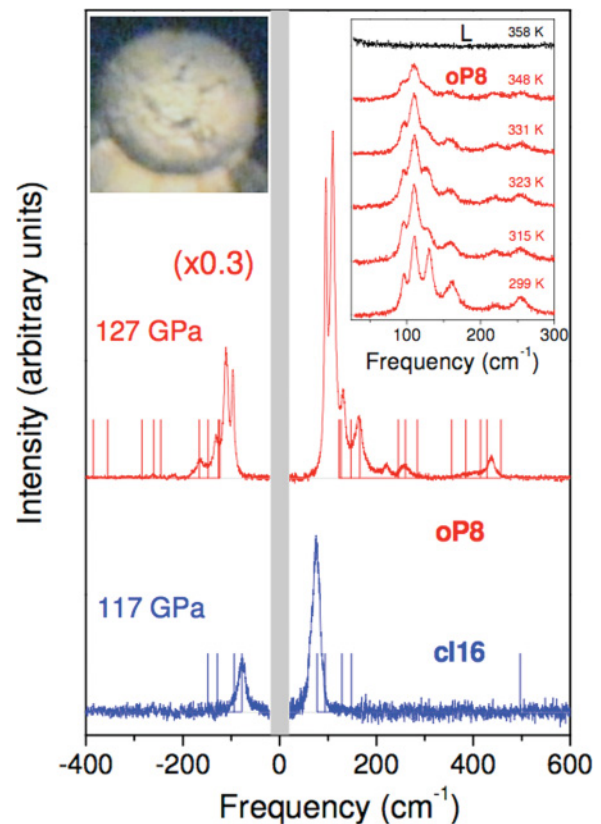 L
358 K
oP8
348 K
331 K
323 K
315 K
299 K
100
200
300
Frequency (cm-1)
(x0.3)
127 GPa
Intensity (arbitrary units)
oP8
117 GPa
cI16
-400
-200
0
200
400
600
Frequency (cm-1)